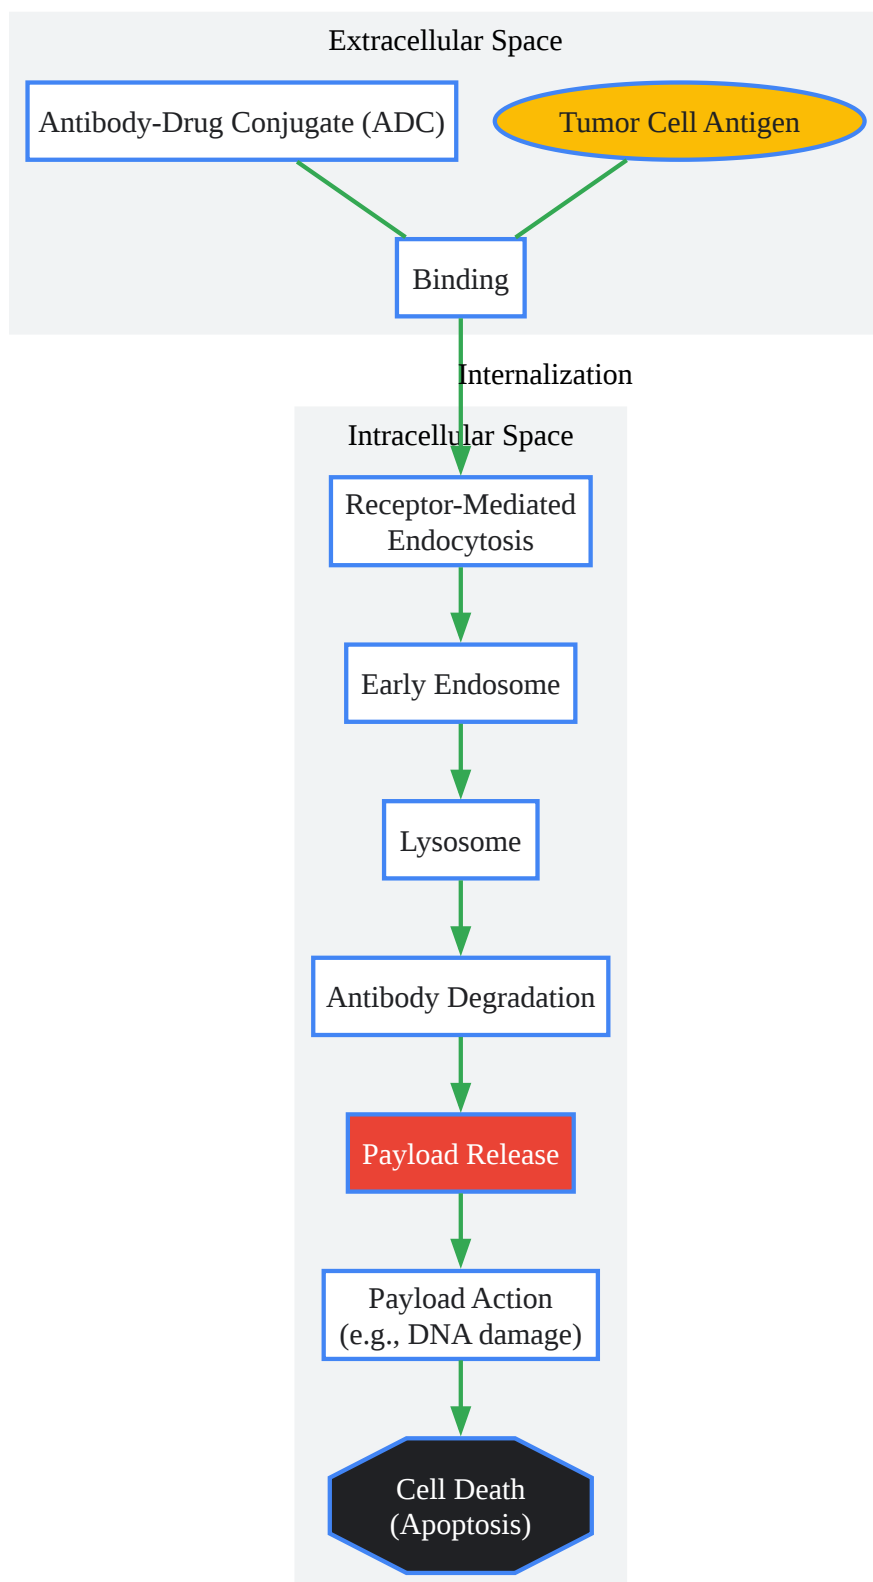 Extracellular Space
Antibody-Drug Conjugate (ADC)
Tumor Cell Antigen
Binding
Internalization
Intracellular Space
Receptor-Mediated
Endocytosis
Early Endosome
Lysosome
Antibody Degradation
Payload Release
Payload Action
(e.g., DNA damage)
Cell Death
(Apoptosis)